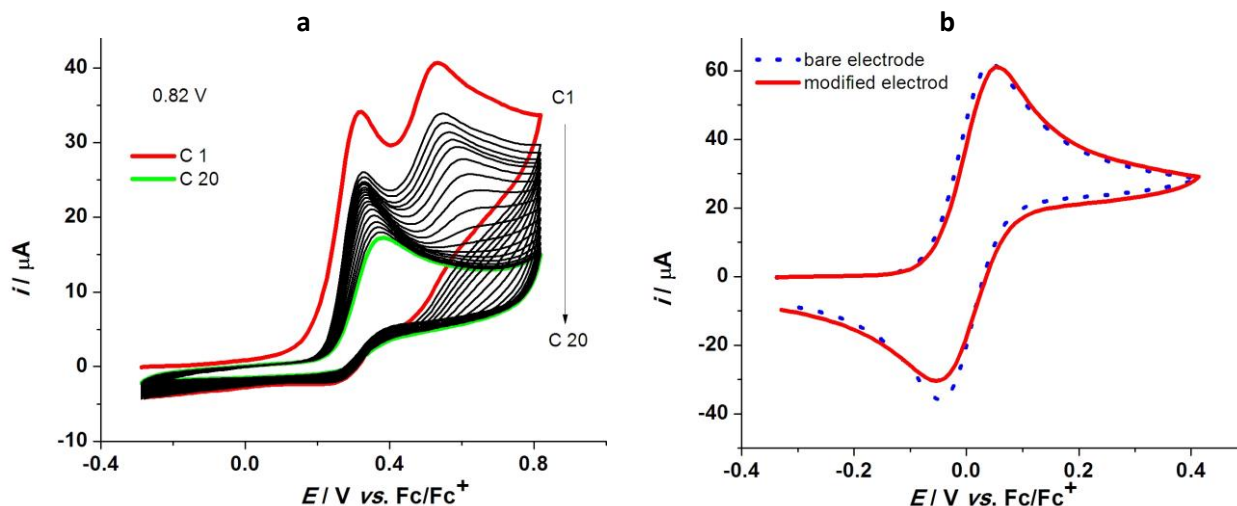 a
40
30
20
10
0
-10
-0.4
0.0
0.4
0.8
i / µA
E / V vs. Fc/Fc+
0.82 V
C 1
C 20
C1
C 20
b
60
40
20
0
-20
-40
-0.4
-0.2
0.0
0.2
0.4
i / µA
E / V vs. Fc/Fc+
bare electrode
modified electrod